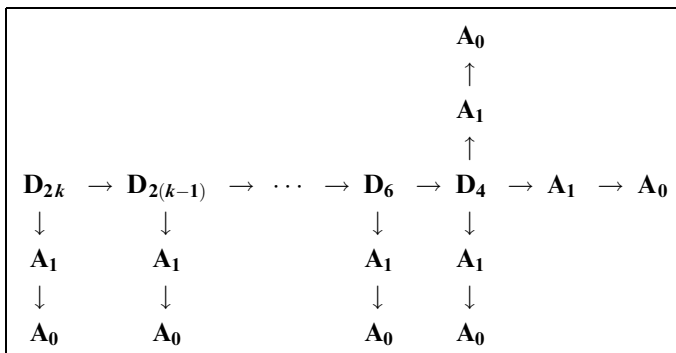 A₀
↑
A₁
↑
D₂ₖ → D₂₍ₖ₋₁₎ → ⋯ → D₆ → D₄ → A₁ → A₀
↓ ↓ ↓ ↓
A₁ A₁ A₁ A₁
↓ ↓ ↓ ↓
A₀ A₀ A₀ A₀